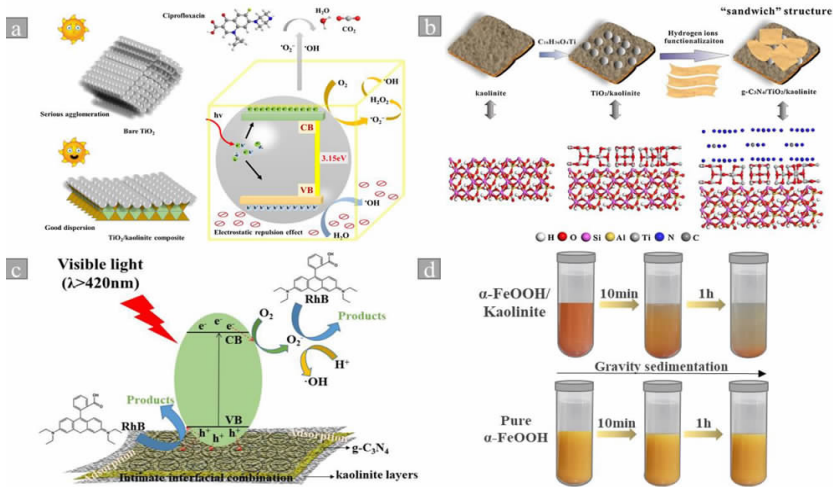 a
Ciprofloxacin
H₂O
CO₂
·O₂⁻
·OH
Serious agglomeration
Bare TiO₂
hv
CB
3.15eV
VB
O₂
·OH
H₂O₂
·O₂⁻
·OH
H₂O
Electrostatic repulsion effect
Good dispersion
TiO₂/kaolinite composite
b
“sandwich” structure
Hydrogen ions
functionalizaiton
kaolinite
TiO₂/kaolinite
g-C₃N₄/TiO₂/kaolinite
H O Si Al Ti N C
c
Visible light
(λ>420nm)
RhB
Products
e⁻ e⁻ e⁻
CB
O₂
O₂⁻
H⁺
·OH
Products
RhB
VB
h⁺ h⁺ h⁺
Adsorption
Adsorption
g-C₃N₄
kaolinite layers
Intimate interfacial combination
d
α-FeOOH/
Kaolinite
10min
1h
Gravity sedimentation
Pure
α-FeOOH
10min
1h